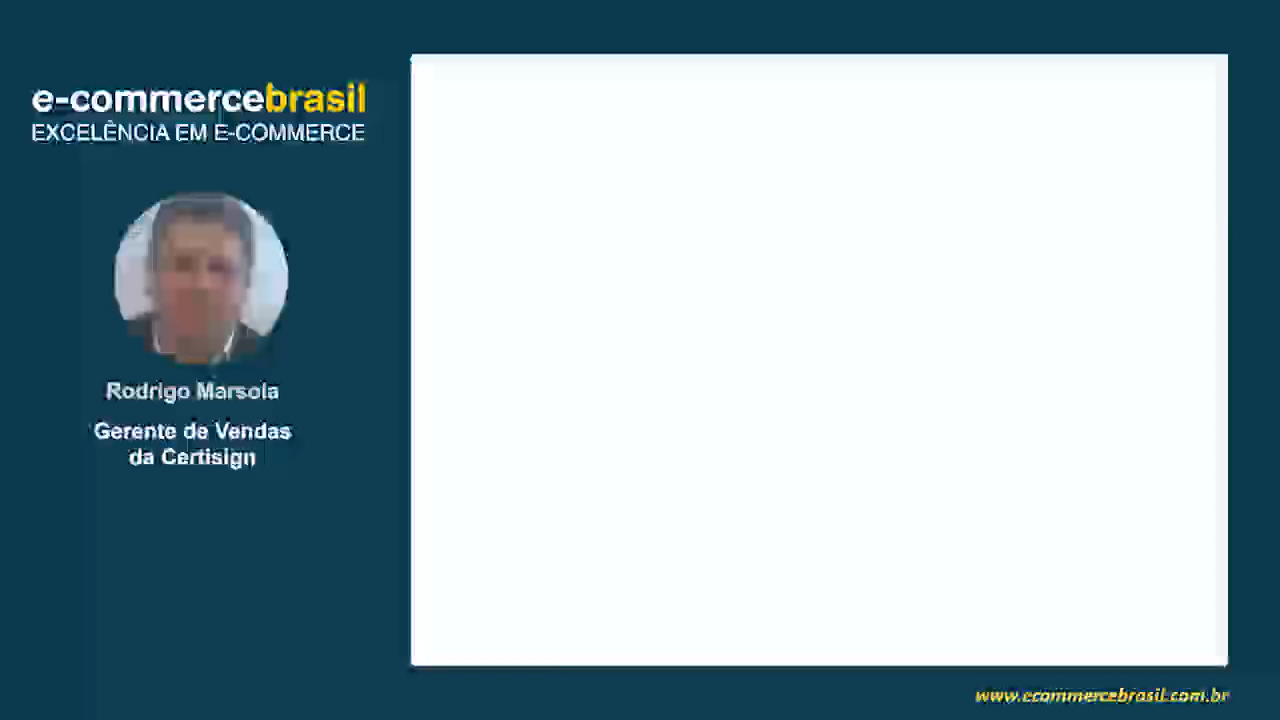 e-commercebrasil
EXCELÊNCIA EM E-COMMERCE
Rodrigo Marsola
Gerente de Vendas
da Certisign
www.ecommercebrasil.com.br